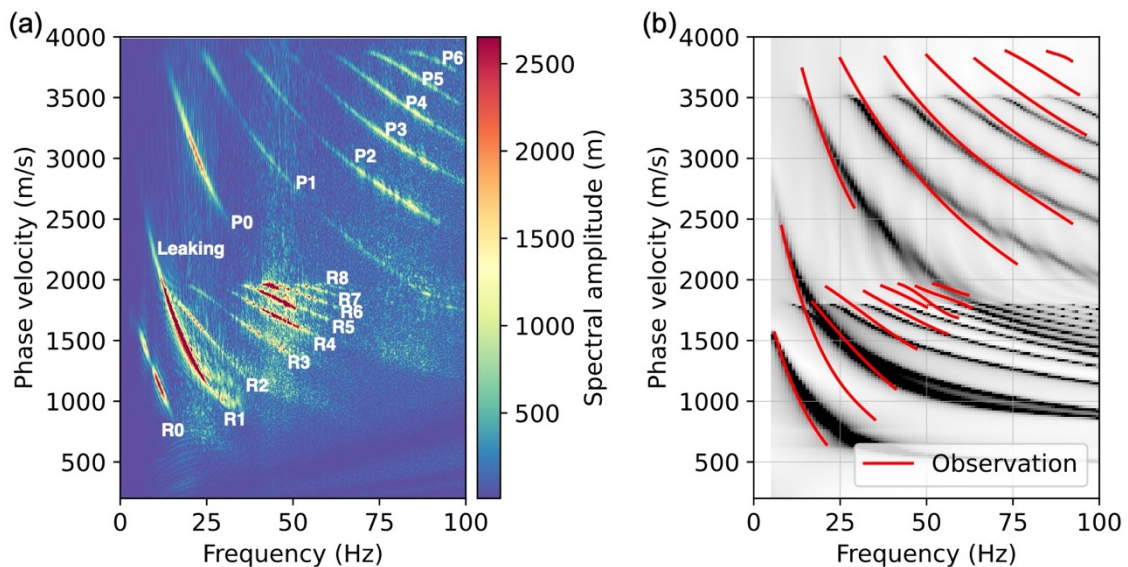 (a)
4000
3500
3000
2500
2000
1500
1000
500
Phase velocity (m/s)
0
25
50
75
100
Frequency (Hz)
P6
P5
P4
P3
P2
P1
P0
Leaking
R8
R7
R6
R5
R4
R3
R2
R1
R0
2500
2000
1500
1000
500
Spectral amplitude (m)
(b)
4000
3500
3000
2500
2000
1500
1000
500
Phase velocity (m/s)
0
25
50
75
100
Frequency (Hz)
Observation